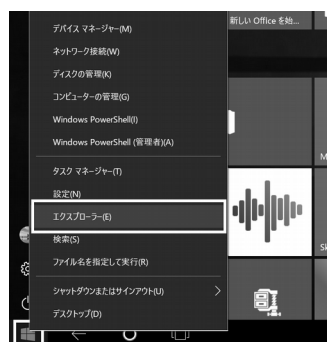 デバイス マネージャー(M)
ネットワーク接続(W)
ディスクの管理(K)
コンピューターの管理(G)
Windows PowerShell(I)
Windows PowerShell (管理者)(A)
タスク マネージャー(T)
設定(N)
エクスプローラー(E)
検索(S)
ファイル名を指定して実行(R)
シャットダウンまたはサインアウト(U)
デスクトップ(D)
新しい Office を始...
M
Sk